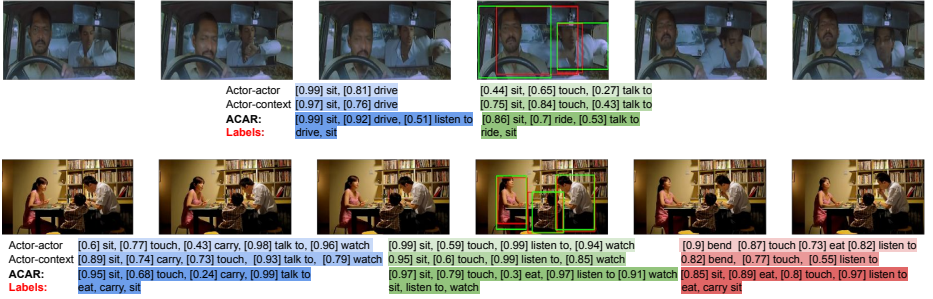 Actor-actor [0.99] sit, [0.81] drive [0.44] sit, [0.65] touch, [0.27] talk to
Actor-context [0.97] sit, [0.76] drive [0.75] sit, [0.84] touch, [0.43] talk to
ACAR: [0.99] sit, [0.92] drive, [0.51] listen to [0.86] sit, [0.7] ride, [0.53] talk to
Labels: drive, sit ride, sit
Actor-actor [0.6] sit, [0.77] touch, [0.43] carry, [0.98] talk to, [0.96] watch [0.99] sit, [0.59] touch, [0.99] listen to, [0.94] watch [0.9] bend [0.87] touch [0.73] eat [0.82] listen to
Actor-context [0.89] sit, [0.74] carry, [0.73] touch, [0.93] talk to, [0.79] watch 0.95] sit, [0.6] touch, [0.99] listen to, [0.85] watch 0.82] bend, [0.77] touch, [0.55] listen to
ACAR: [0.95] sit, [0.68] touch, [0.24] carry, [0.99] talk to [0.97] sit, [0.79] touch, [0.3] eat, [0.97] listen to [0.91] watch [0.85] sit, [0.89] eat, [0.8] touch, [0.97] listen to
Labels: eat, carry, sit sit, listen to, watch eat, carry sit